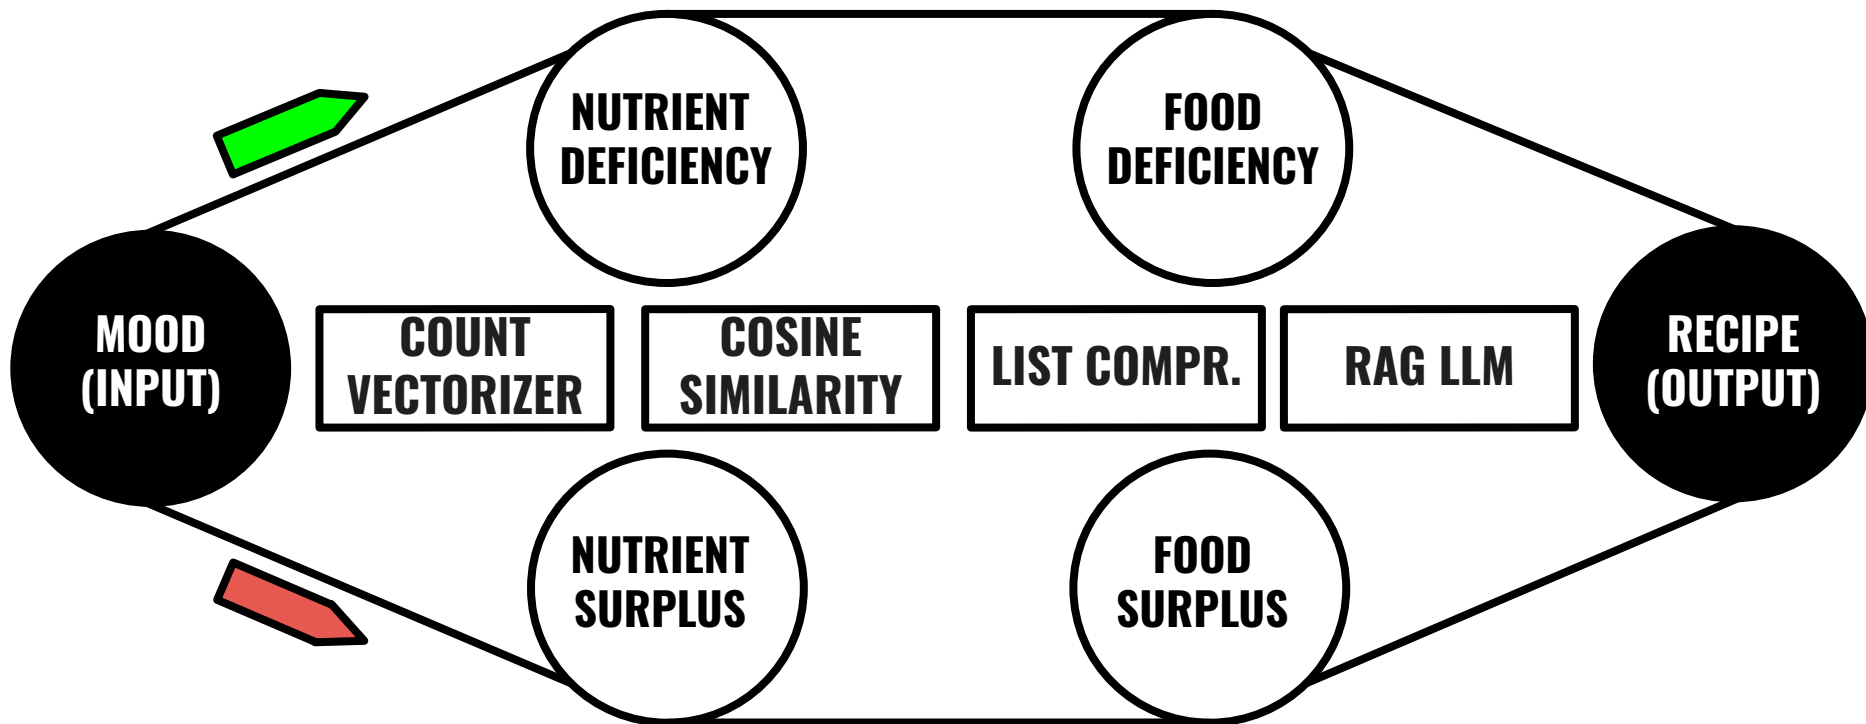 NUTRIENT
DEFICIENCY
FOOD
DEFICIENCY
MOOD
(INPUT)
COUNT
VECTORIZER
COSINE
SIMILARITY
LIST COMPR.
RAG LLM
RECIPE
(OUTPUT)
NUTRIENT
SURPLUS
FOOD
SURPLUS